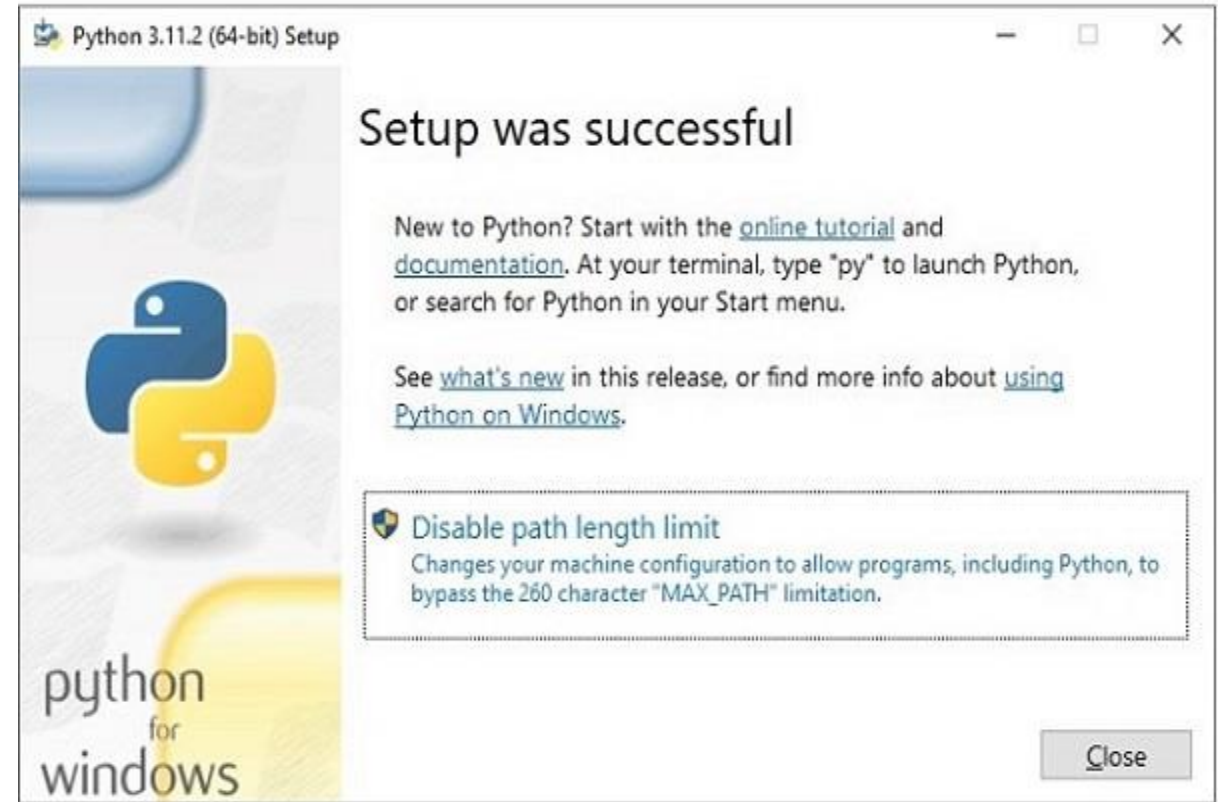 Python 3.11.2 (64-bit) Setup
Setup was successful
New to Python? Start with the online tutorial and
documentation. At your terminal, type "py" to launch Python,
or search for Python in your Start menu.
See what's new in this release, or find more info about using
Python on Windows.
Disable path length limit
Changes your machine configuration to allow programs, including Python, to
bypass the 260 character "MAX_PATH" limitation.
python
for
windows
Close